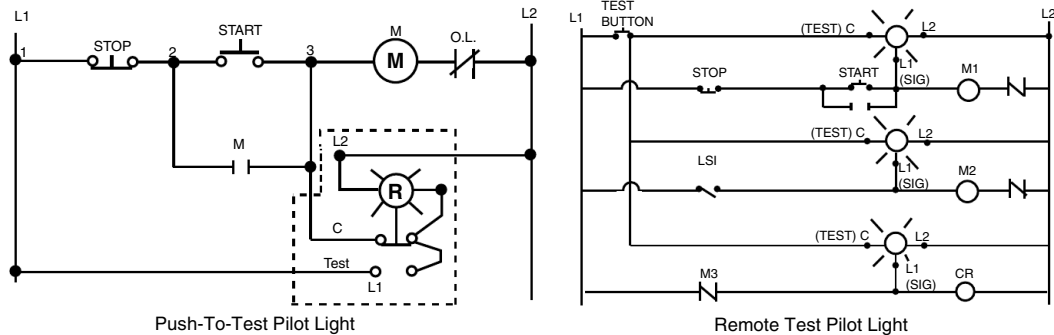 L1
L2
M
O.L.
STOP
START
1
2
3
M
M
L2
R
C
Test
L1
Push-To-Test Pilot Light
L1
TEST
BUTTON
L2
(TEST) C
L2
L1
(SIG)
STOP
START
M1
(TEST) C
L2
L1
(SIG)
LSI
M2
(TEST) C
L2
L1
(SIG)
M3
CR
Remote Test Pilot Light